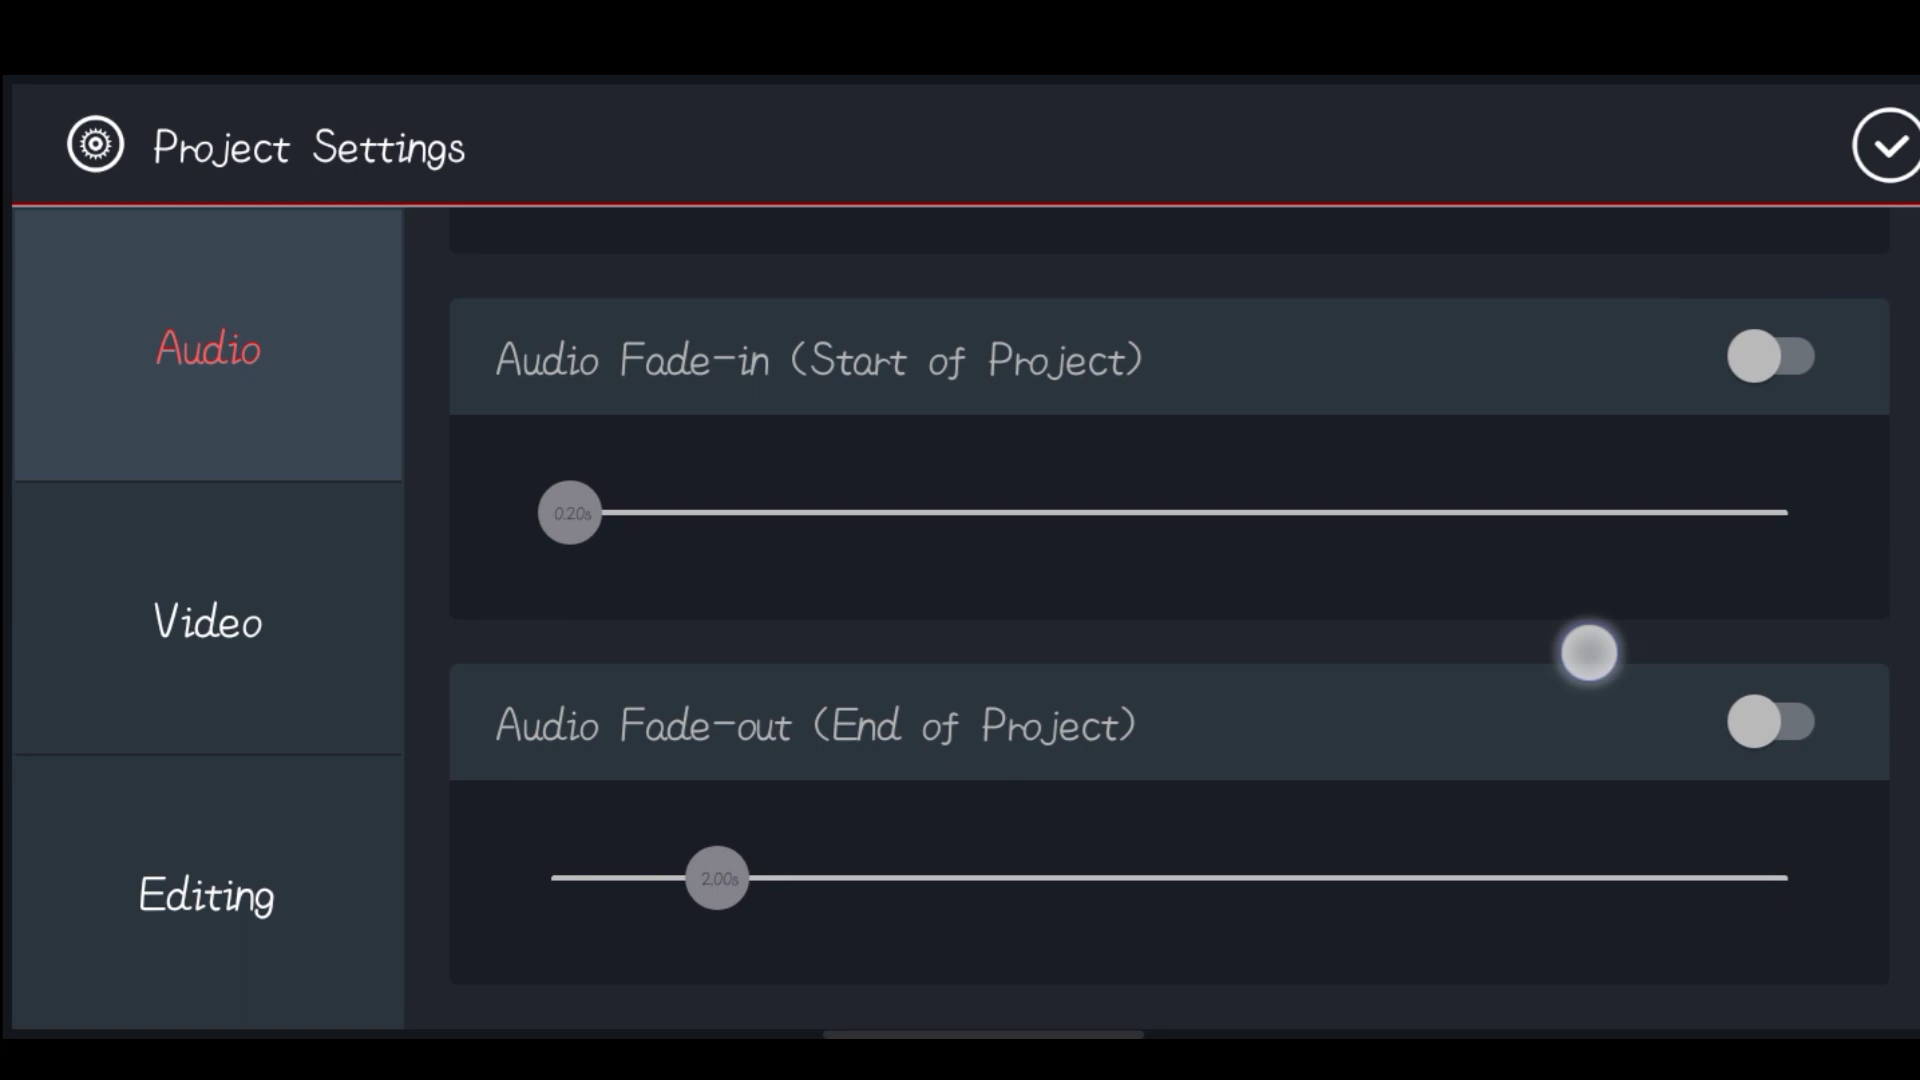 Project Settings
Audio
Audio Fade-in (Start of Project)
0.20s
Video
Audio Fade-out (End of Project)
2.00s
Editing